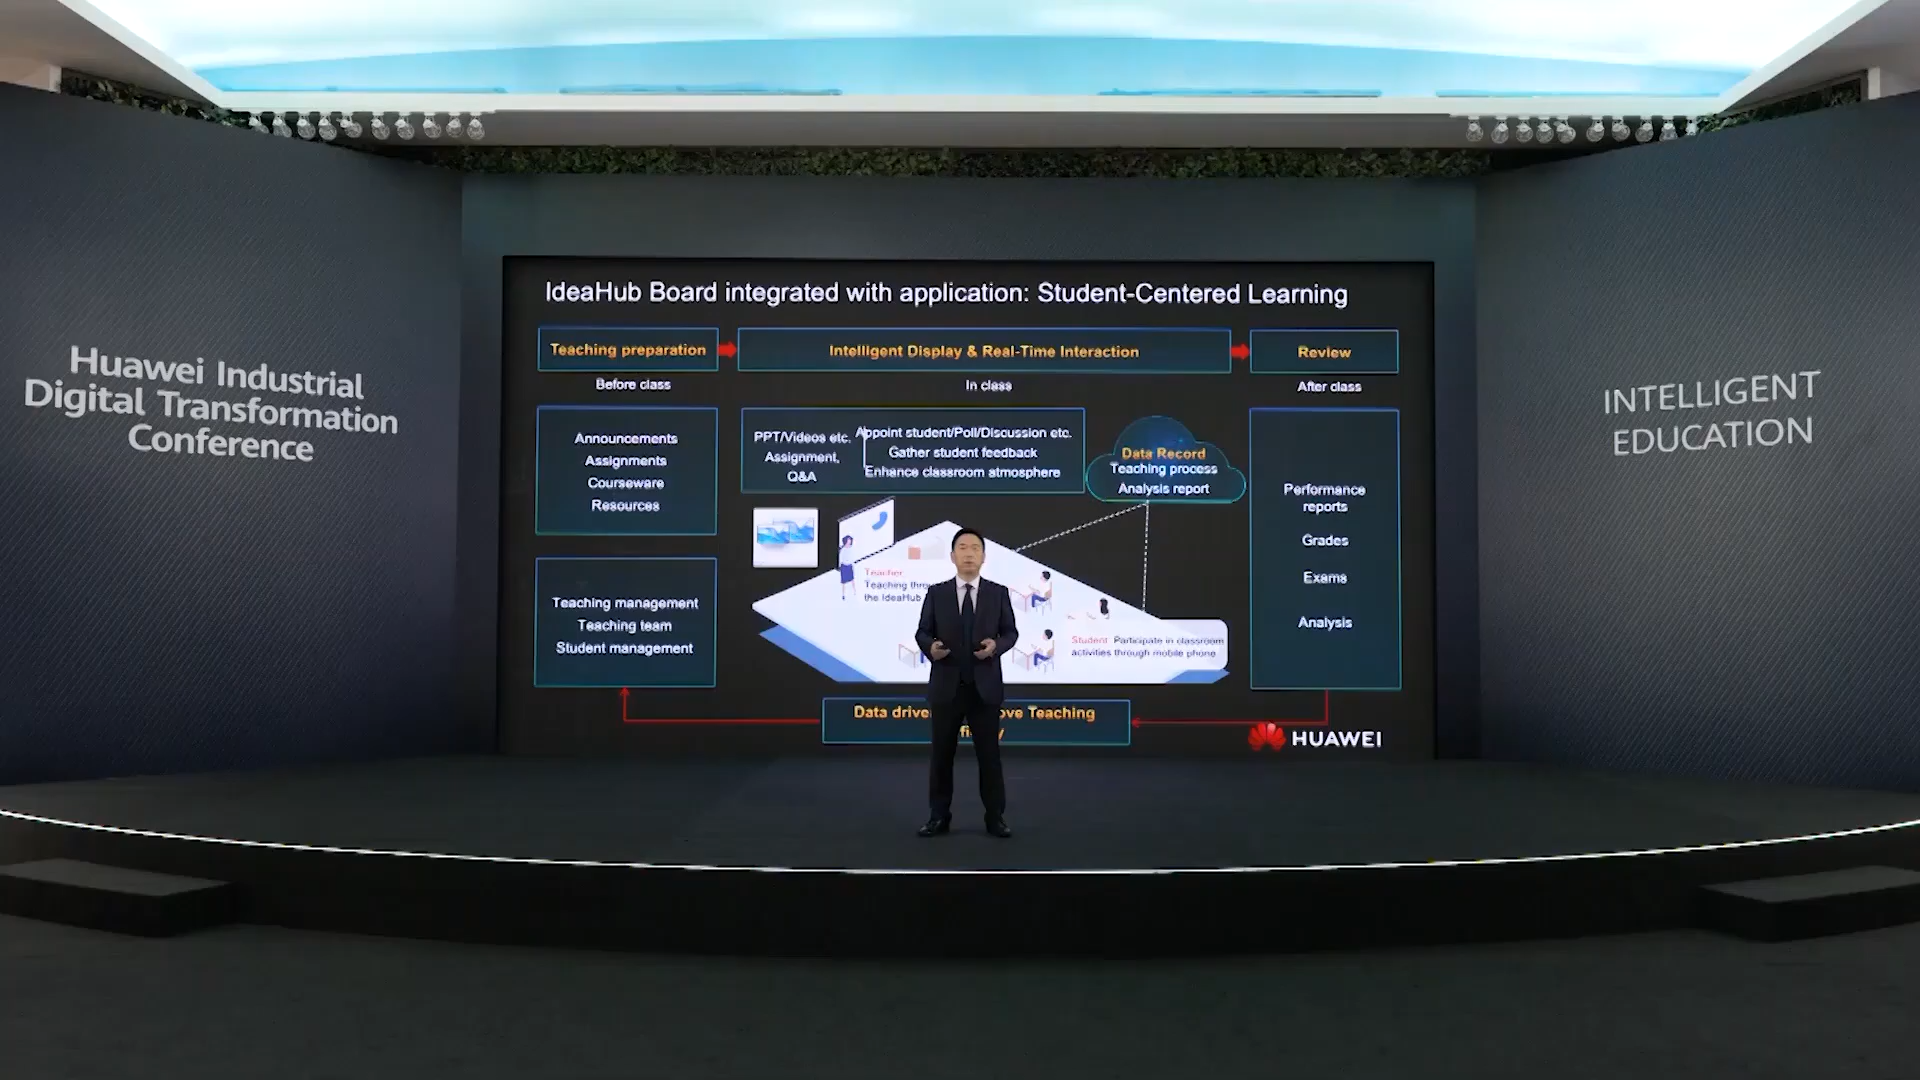 Huawei Industrial
Digital Transformation
Conference
IdeaHub Board integrated with application: Student-Centered Learning
Teaching preparation
Intelligent Display & Real-Time Interaction
Review
Before class
In class
After class
Announcements
Assignments
Courseware
Resources
Teaching management
Teaching team
Student management
PPT/Videos etc.
Assignment,
Q&A
Appoint student/Poll/Discussion etc.
Gather student feedback
Enhance classroom atmosphere
Data Record
Teaching process
Analysis report
Teacher
Teaching
the IdeaHub
Student Participate in classroom
activities through mobile phone
Performance
reports
Grades
Exams
Analysis
Data Teaching
HUAWEI
INTELLIGENT
EDUCATION